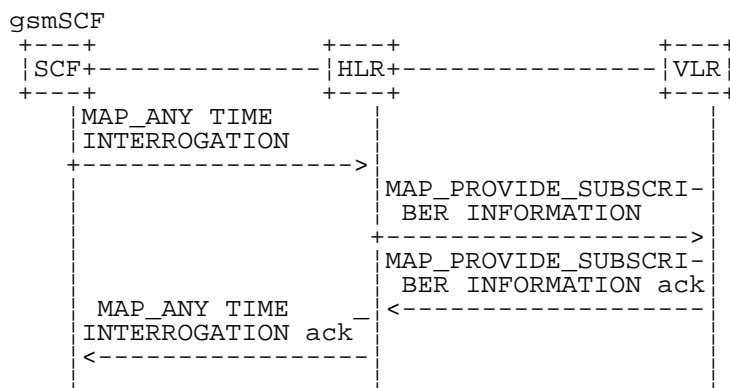 gsmSCF
SCF HLR VLR
MAP_ANY TIME
INTERROGATION
MAP_PROVIDE_SUBSCRI-
BER INFORMATION
MAP_PROVIDE_SUBSCRI-
BER INFORMATION ack
MAP_ANY TIME _
INTERROGATION ack